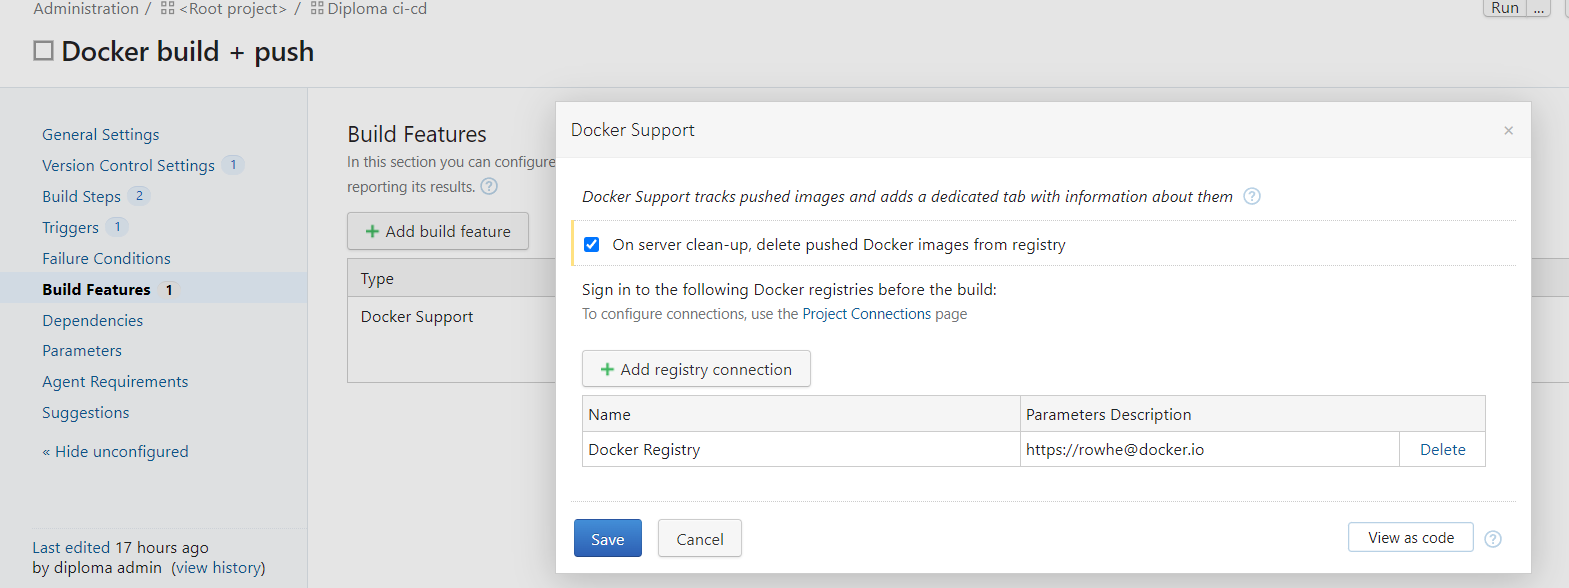 Administration / <Root project> / Diploma ci-cd
Run ...
Docker build + push
General Settings
Version Control Settings 1
Build Steps 2
Triggers 1
Failure Conditions
Build Features 1
Dependencies
Parameters
Agent Requirements
Suggestions
« Hide unconfigured
Last edited 17 hours ago
by diploma admin (view history)
Build Features
In this section you can configure
reporting its results. ?
+ Add build feature
Type
Docker Support
Docker Support ×
Docker Support tracks pushed images and adds a dedicated tab with information about them ?
On server clean-up, delete pushed Docker images from registry
Sign in to the following Docker registries before the build:
To configure connections, use the Project Connections page
+ Add registry connection
Name Parameters Description
Docker Registry https://rowhe@docker.io Delete
Save Cancel View as code ?